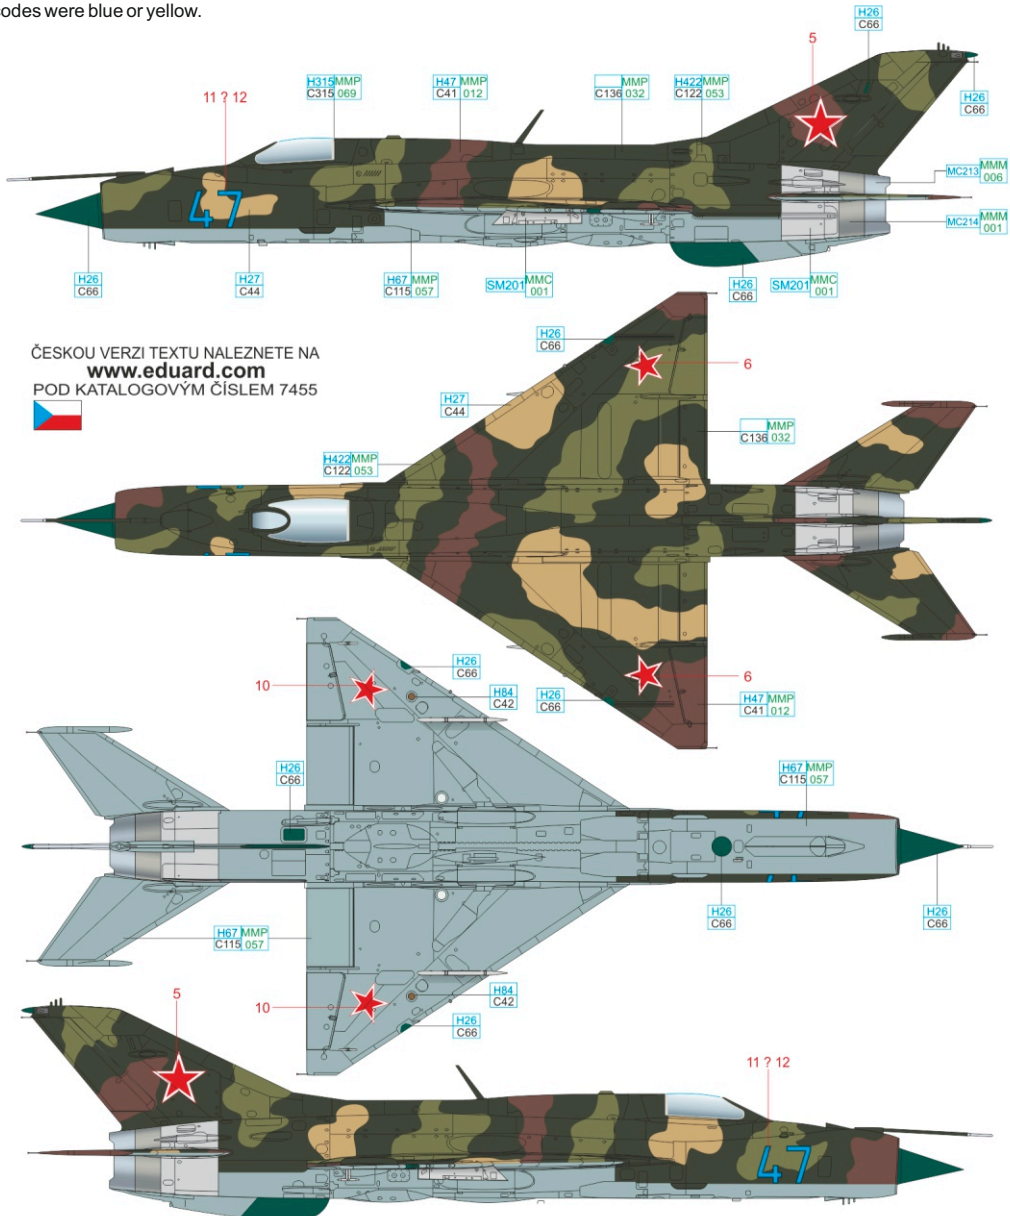 codes were blue or yellow.
H26
C66
5
H315 MMP
C315 069
H47 MMP
C41 012
MMP
C136 032
H422 MMP
C122 053
11 ? 12
H26
C66
MC213 MMM
006
47
MC214 MMM
001
H26
C66
H27
C44
H67 MMP
C115 057
SM201 MMC
001
H26
C66
SM201 MMC
001
ČESKOU VERZI TEXTU NALEZNETE NA
www.eduard.com
POD KATALOGOVÝM ČÍSLEM 7455
H26
C66
6
H27
C44
MMP
C136 032
H422 MMP
C122 053
6
H26
C66
H47 MMP
C41 012
10
H26
C66
H84
C42
H26
C66
H67 MMP
C115 057
H26
C66
H26
C66
H67 MMP
C115 057
10
H84
C42
H26
C66
5
11 ? 12
47